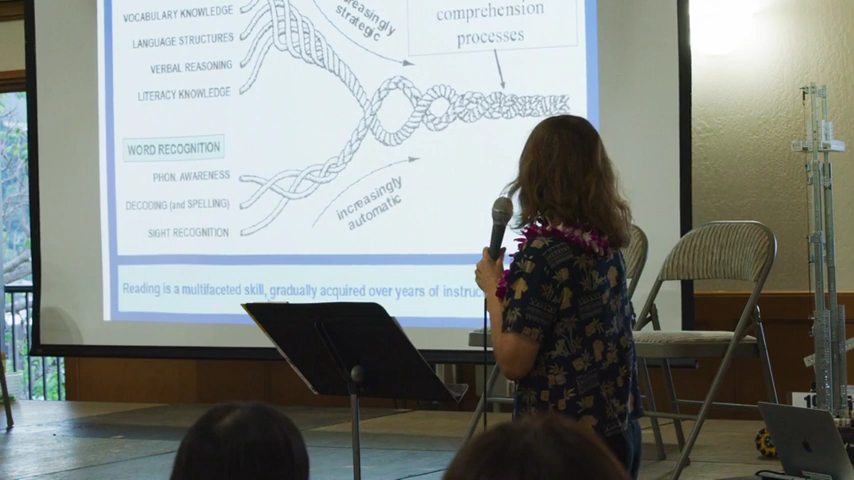 VOCABULARY KNOWLEDGE
LANGUAGE STRUCTURES
VERBAL REASONING
LITERACY KNOWLEDGE
increasingly
strategic
comprehension
processes
WORD RECOGNITION
PHON. AWARENESS
DECODING (and SPELLING)
SIGHT RECOGNITION
increasingly
automatic
Reading is a multifaceted skill, gradually acquired over years of